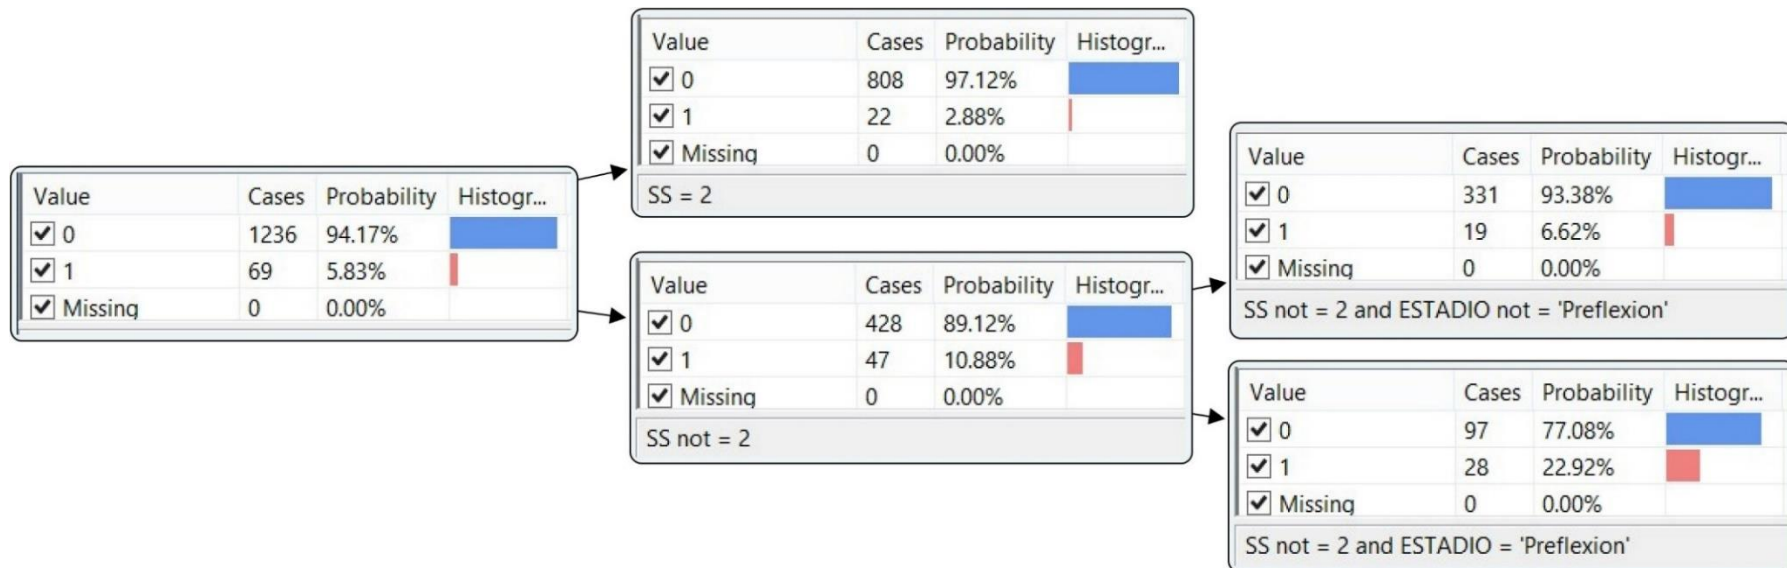 Value Cases Probability Histogr...
0 1236 94.17%
1 69 5.83%
Missing 0 0.00%
Value Cases Probability Histogr...
0 808 97.12%
1 22 2.88%
Missing 0 0.00%
SS = 2
Value Cases Probability Histogr...
0 428 89.12%
1 47 10.88%
Missing 0 0.00%
SS not = 2
Value Cases Probability Histogr...
0 331 93.38%
1 19 6.62%
Missing 0 0.00%
SS not = 2 and ESTADIO not = 'Preflexion'
Value Cases Probability Histogr...
0 97 77.08%
1 28 22.92%
Missing 0 0.00%
SS not = 2 and ESTADIO = 'Preflexion'